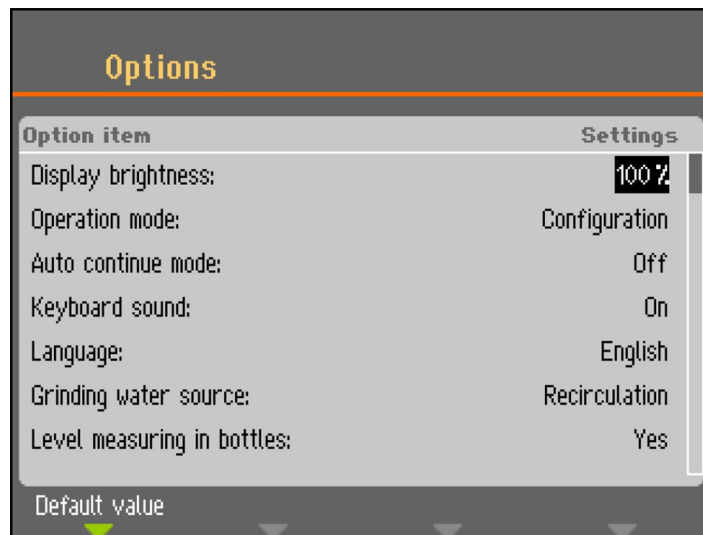 Options
Option item Settings
Display brightness: 100 %
Operation mode: Configuration
Auto continue mode: Off
Keyboard sound: On
Language: English
Grinding water source: Recirculation
Level measuring in bottles: Yes
Default value